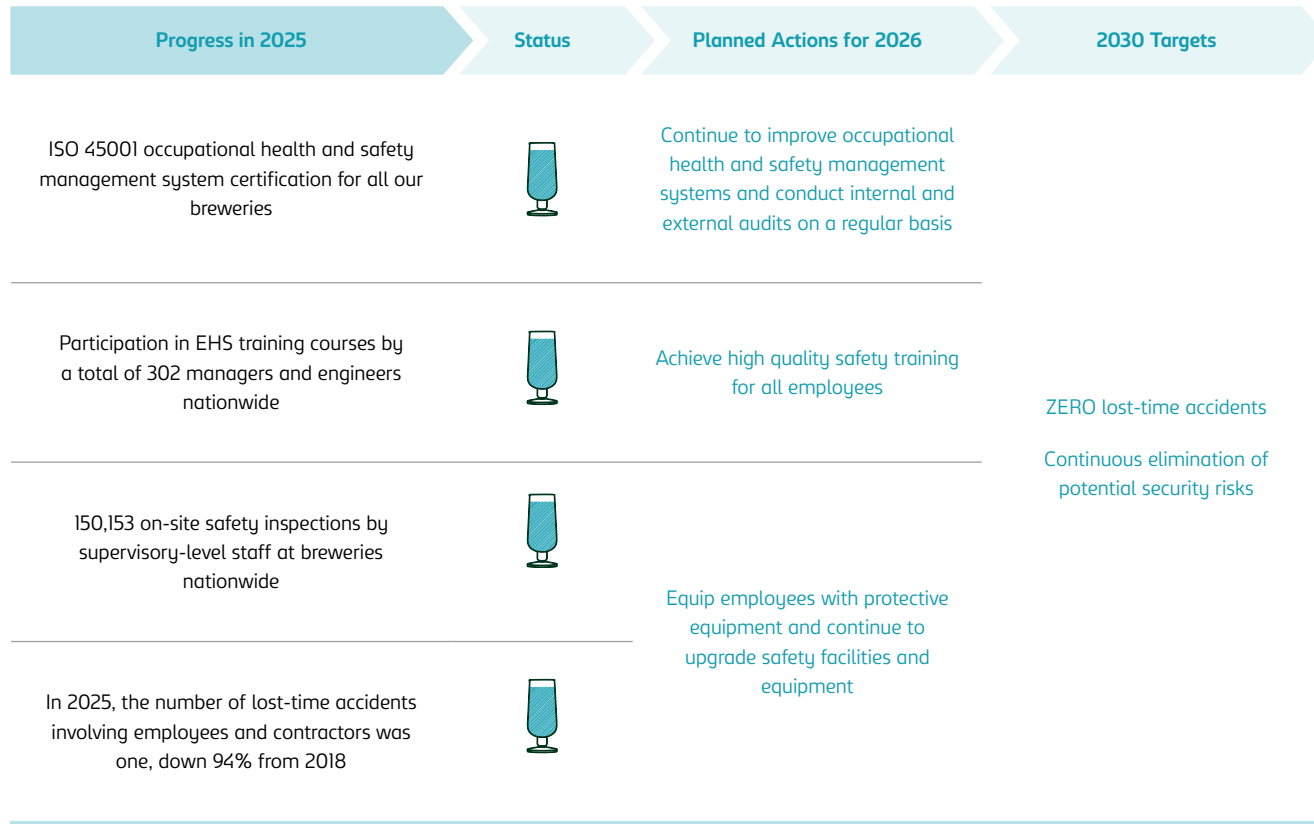 Progress in 2025
Status
Planned Actions for 2026
2030 Targets
ISO 45001 occupational health and safety
management system certification for all our
breweries
Continue to improve occupational
health and safety management
systems and conduct internal and
external audits on a regular basis
Participation in EHS training courses by
a total of 302 managers and engineers
nationwide
Achieve high quality safety training
for all employees
150,153 on-site safety inspections by
supervisory-level staff at breweries
nationwide
In 2025, the number of lost-time accidents
involving employees and contractors was
one, down 94% from 2018
Equip employees with protective
equipment and continue to
upgrade safety facilities and
equipment
ZERO lost-time accidents
Continuous elimination of
potential security risks